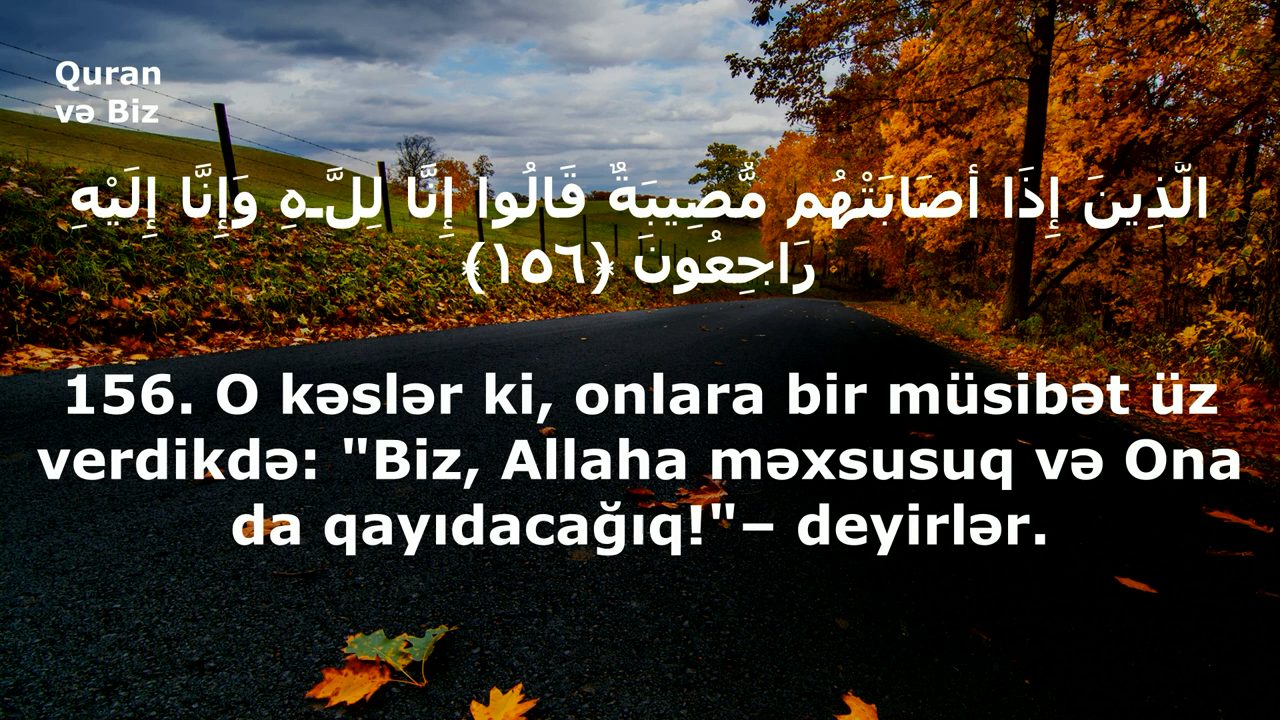 Quran
və Biz
الَّذِينَ إِذَا أَصَابَتْهُم مُّصِيبَةٌ قَالُوا إِنَّا لِلَّـهِ وَإِنَّا إِلَيْهِ
رَاجِعُونَ ﴿١٥٦﴾
156. O kəslər ki, onlara bir müsibət üz
verdikdə: "Biz, Allaha məxsusuq və Ona
da qayıdacağıq!"– deyirlər.